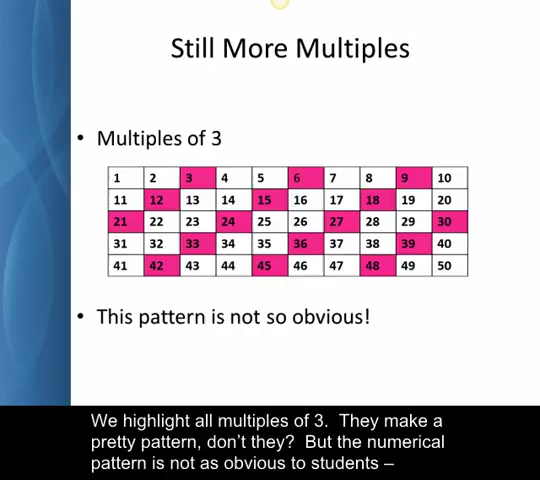 Still More Multiples
• Multiples of 3
1 2 3 4 5 6 7 8 9 10
11 12 13 14 15 16 17 18 19 20
21 22 23 24 25 26 27 28 29 30
31 32 33 34 35 36 37 38 39 40
41 42 43 44 45 46 47 48 49 50
• This pattern is not so obvious!
We highlight all multiples of 3.  They make a
pretty pattern, don't they?  But the numerical
pattern is not as obvious to students –